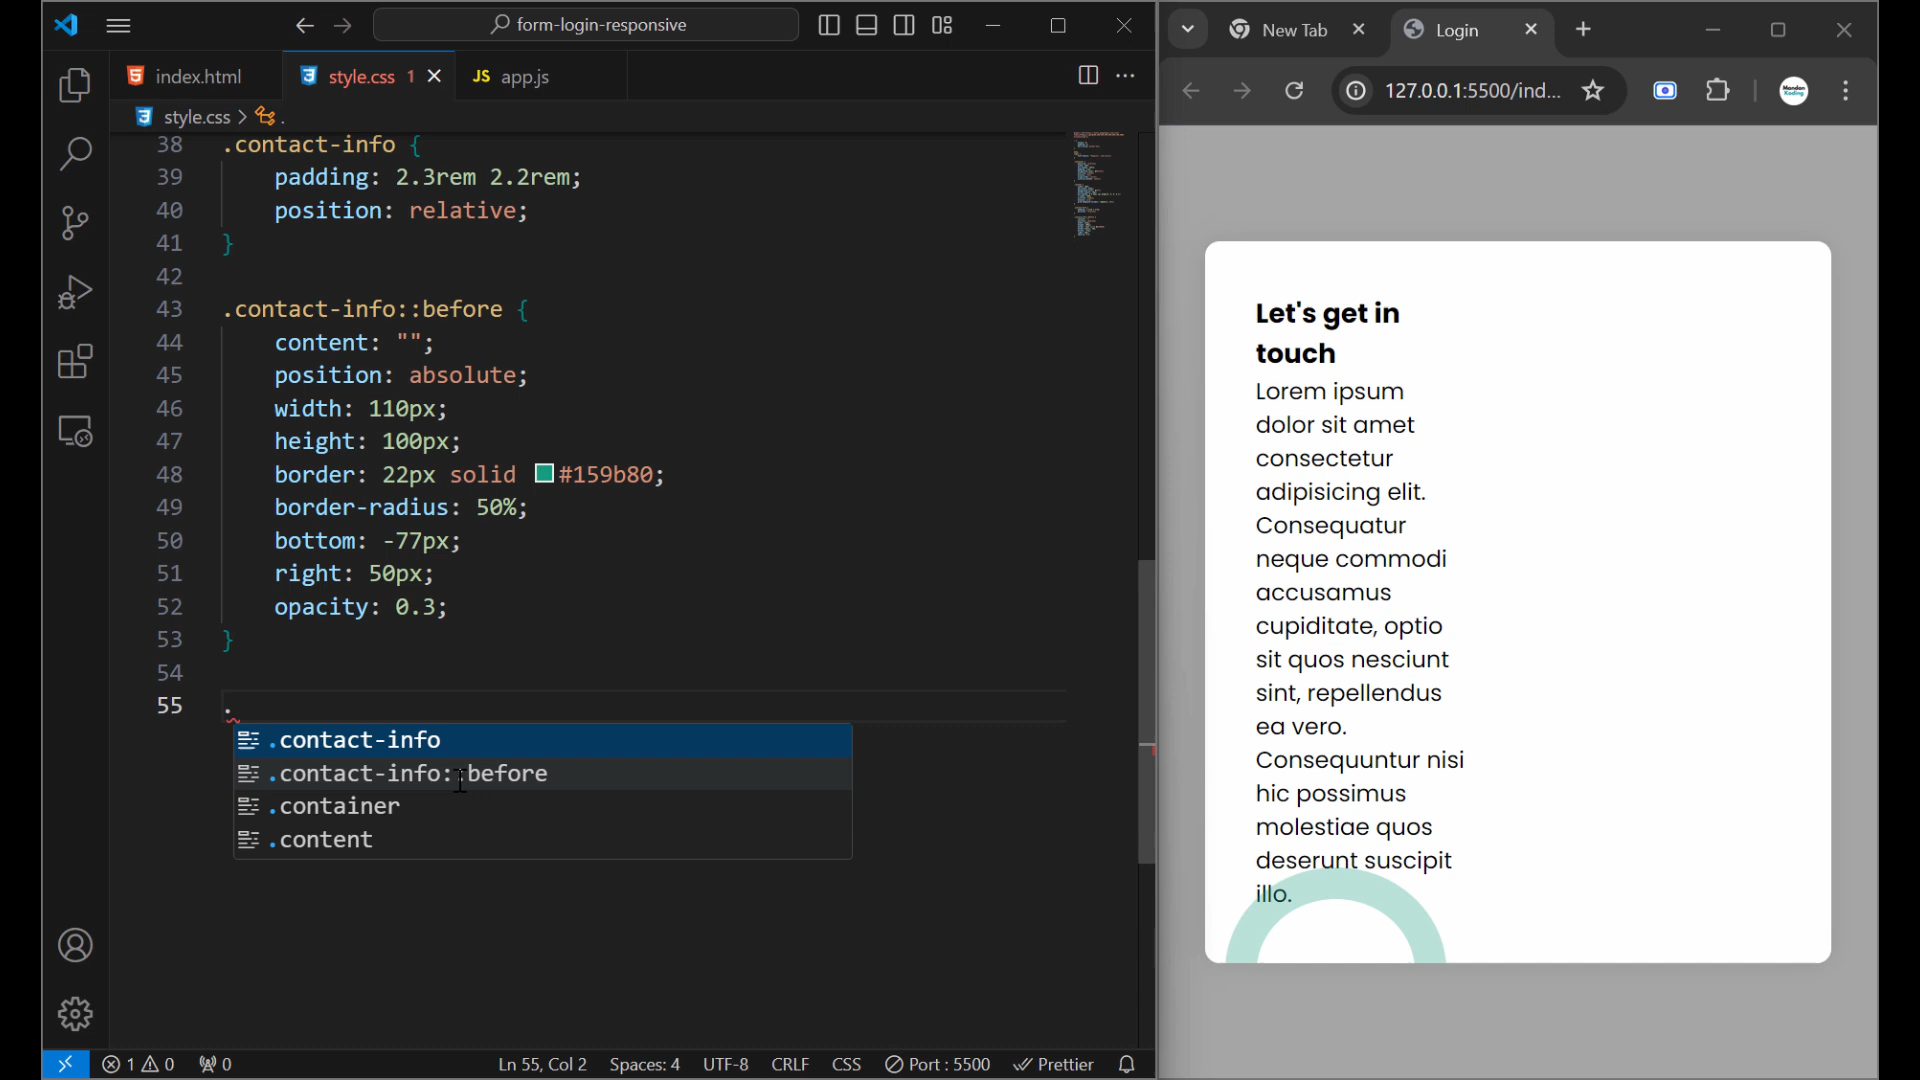 form-login-responsive
index.html
style.css 1
JS app.js
style.css > .
38 .contact-info {
39 padding: 2.3rem 2.2rem;
40 position: relative;
41 }
42
43 .contact-info::before {
44 content: "";
45 position: absolute;
46 width: 110px;
47 height: 100px;
48 border: 22px solid #159b80;
49 border-radius: 50%;
50 bottom: -77px;
51 right: 50px;
52 opacity: 0.3;
53 }
54
55 .
.contact-info
.contact-info::before
.container
.content
1 0 0 Ln 55, Col 2 Spaces: 4 UTF-8 CRLF CSS Port : 5500 Prettier
New Tab
Login
127.0.0.1:5500/ind...
Let's get in
touch
Lorem ipsum
dolor sit amet
consectetur
adipisicing elit.
Consequatur
neque commodi
accusamus
cupiditate, optio
sit quos nesciunt
sint, repellendus
ea vero.
Consequuntur nisi
hic possimus
molestiae quos
deserunt suscipit
illo.